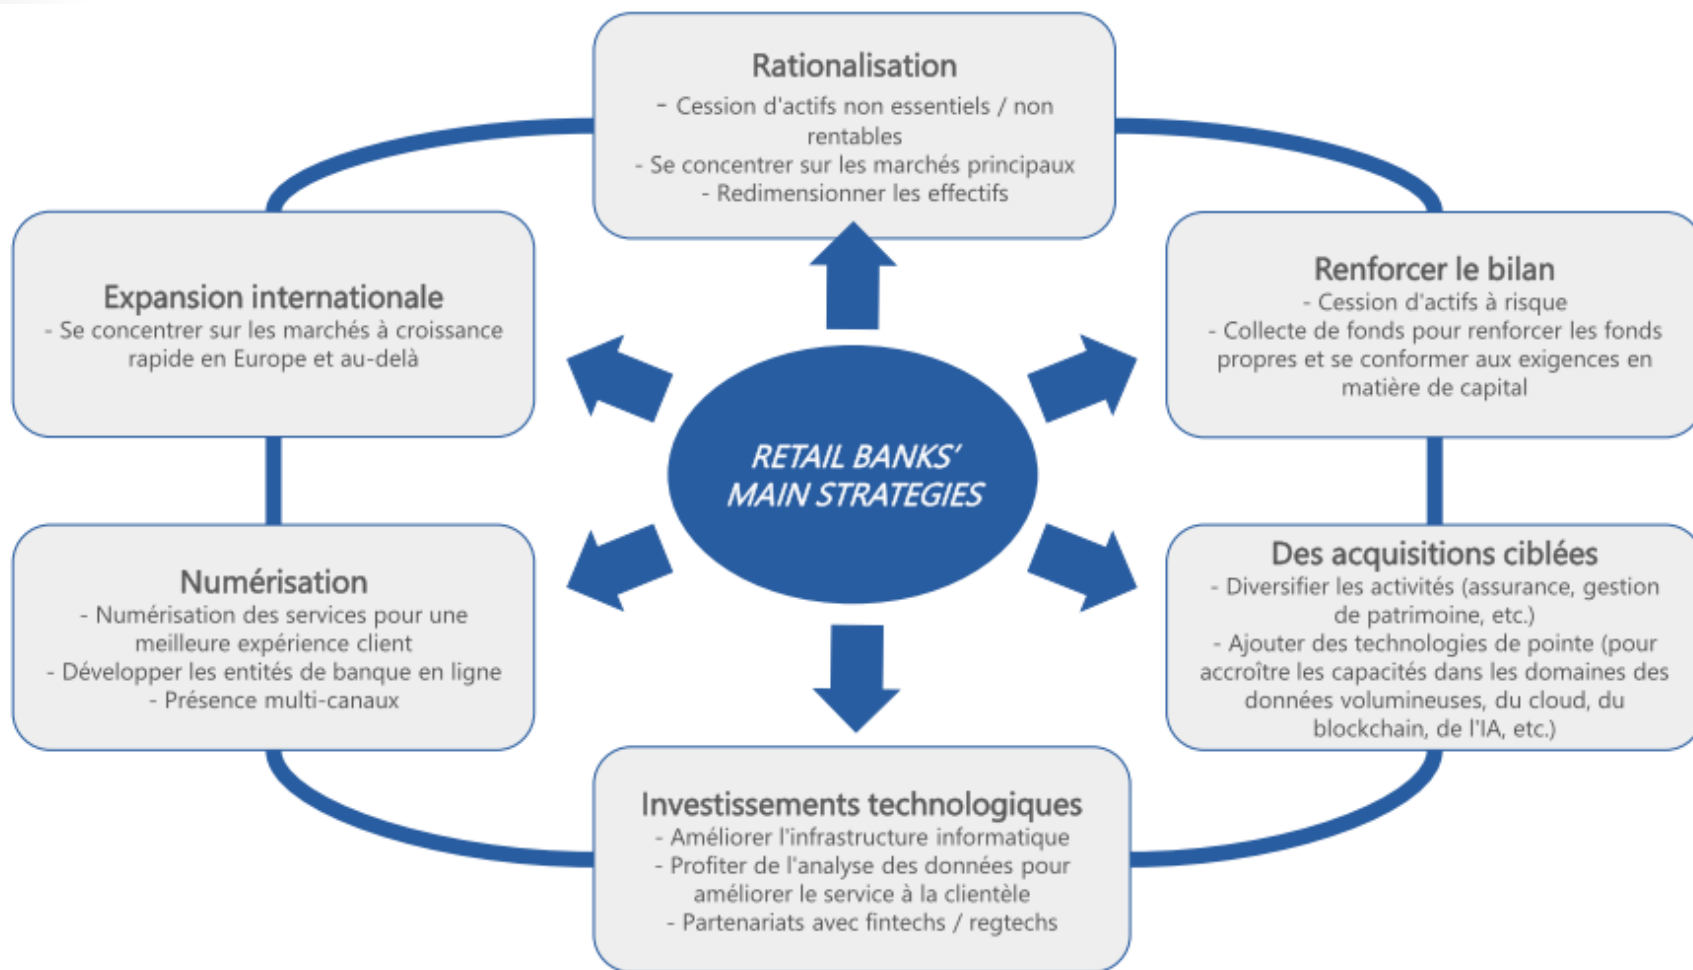 Rationalisation
- Cession d'actifs non essentiels / non
rentables
- Se concentrer sur les marchés principaux
- Redimensionner les effectifs
Expansion internationale
- Se concentrer sur les marchés à croissance
rapide en Europe et au-delà
Renforcer le bilan
- Cession d'actifs à risque
- Collecte de fonds pour renforcer les fonds
propres et se conformer aux exigences en
matière de capital
RETAIL BANKS'
MAIN STRATEGIES
Numérisation
- Numérisation des services pour une
meilleure expérience client
- Développer les entités de banque en ligne
- Présence multi-canaux
Des acquisitions ciblées
- Diversifier les activités (assurance, gestion
de patrimoine, etc.)
- Ajouter des technologies de pointe (pour
accroître les capacités dans les domaines des
données volumineuses, du cloud, du
blockchain, de l'IA, etc.)
Investissements technologiques
- Améliorer l'infrastructure informatique
- Profiter de l'analyse des données pour
améliorer le service à la clientèle
- Partenariats avec fintechs / regtechs